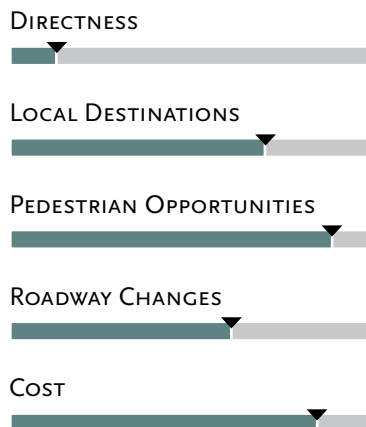 Directness
Local Destinations
Pedestrian Opportunities
Roadway Changes
Cost